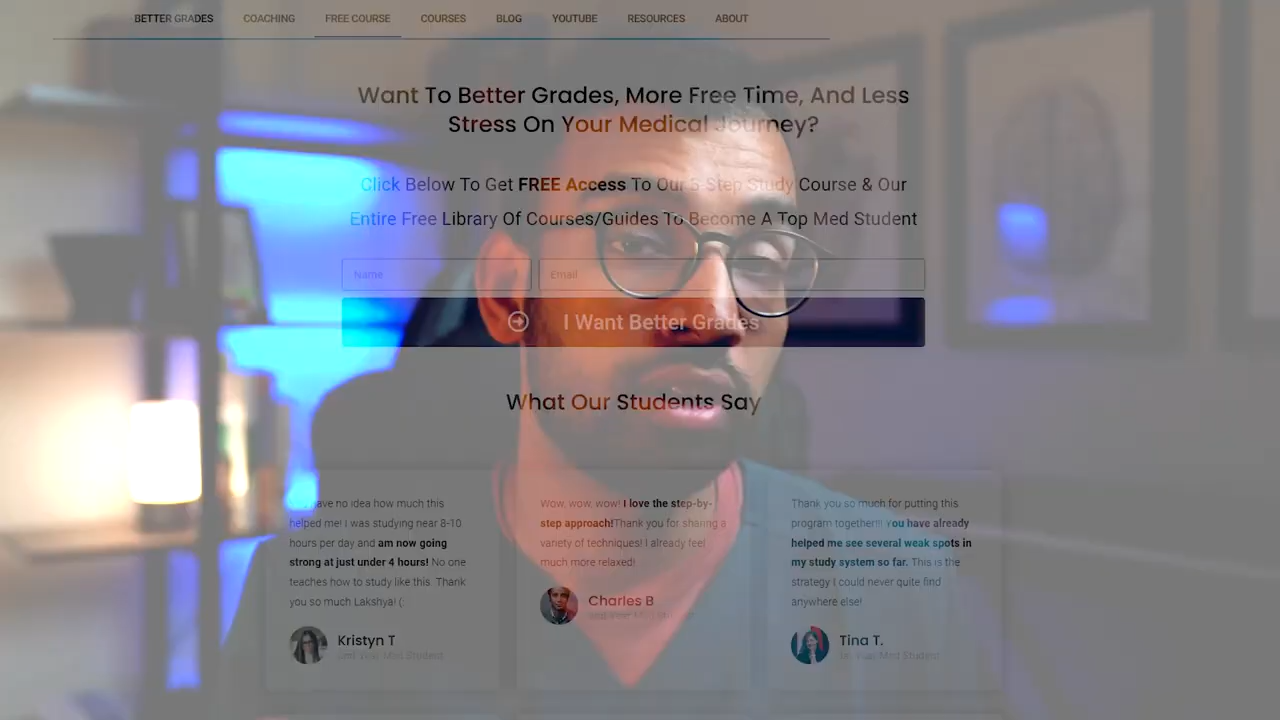 BETTER GRADES COACHING FREE COURSE COURSES BLOG YOUTUBE RESOURCES ABOUT
Want To Better Grades, More Free Time, And Less
Stress On Your Medical Journey?
Click Below To Get FREE Access To Our 5-Step Study Course & Our
Entire Free Library Of Courses/Guides To Become A Top Med Student
Name Email
I Want Better Grades
What Our Students Say
have no idea how much this
helped me! I was studying near 8-10
hours per day and am now going
strong at just under 4 hours! No one
teaches how to study like this. Thank
you so much Lakshya! (:
Kristyn T
Med Student
Wow, wow, wow! I love the step-by-
step approach!Thank you for sharing a
variety of techniques! I already feel
much more relaxed!
Charles B
Thank you so much for putting this
program together!!! You have already
helped me see several weak spots in
my study system so far. This is the
strategy I could never quite find
anywhere else!
Tina T.
Med Student